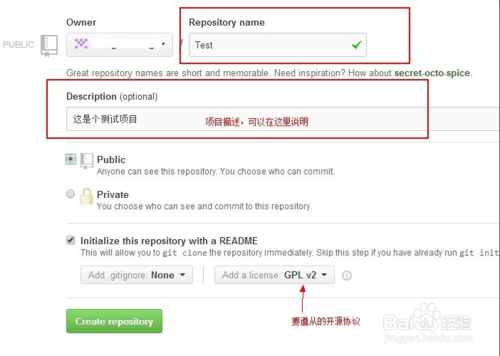 Owner Repository name
PUBLIC / Test
Great repository names are short and memorable. Need inspiration? How about secret-octo-spice.
Description (optional)
这是个测试项目 项目描述，可以在这里说明
Public
Anyone can see this repository. You choose who can commit.
Private
You choose who can see and commit to this repository.
Initialize this repository with a README
This will allow you to git clone the repository immediately. Skip this step if you have already run git init
Add .gitignore: None Add a license: GPL v2
要遵从的开源协议
Create repository
Baidu 经验
jingyan.baidu.com